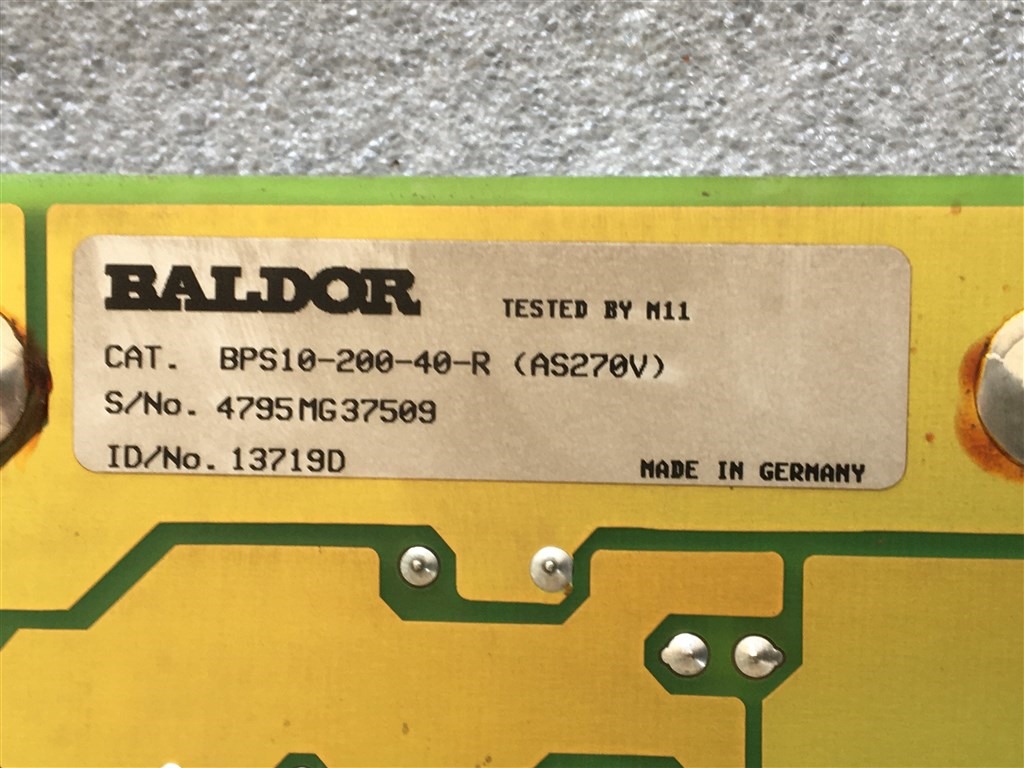 BALDOR
TESTED BY M11
CAT. BPS10-200-40-R (AS270V)
S/No. 4795MG37509
ID/No. 13719D
MADE IN GERMANY